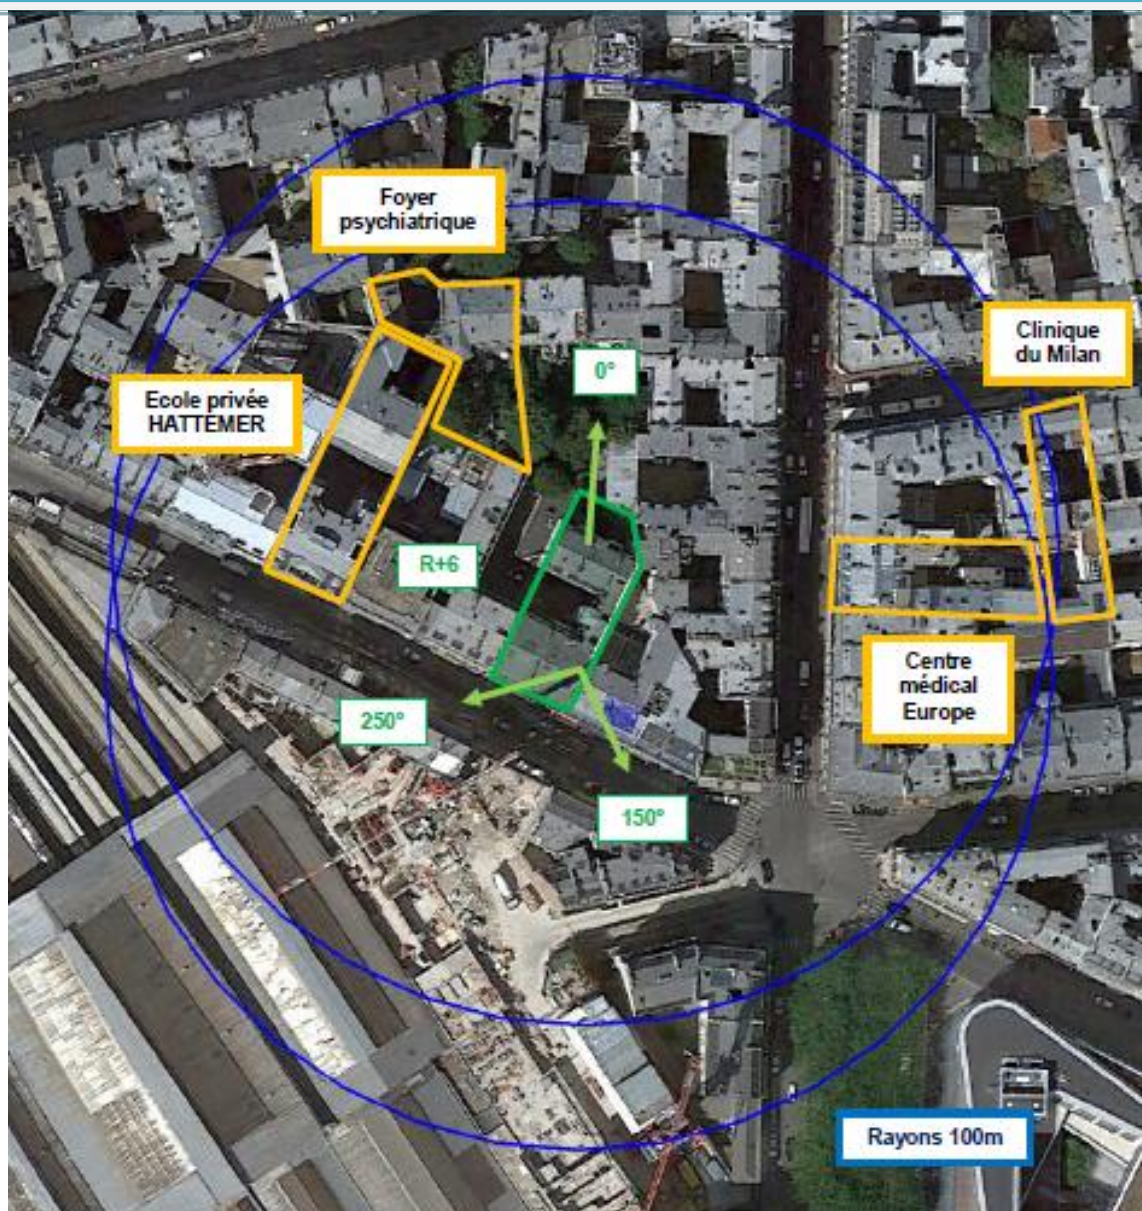 Foyer
psychiatrique
Clinique
du Milan
0°
Ecole privée
HATTEMER
R+6
Centre
médical
Europe
250°
150°
Rayons 100m